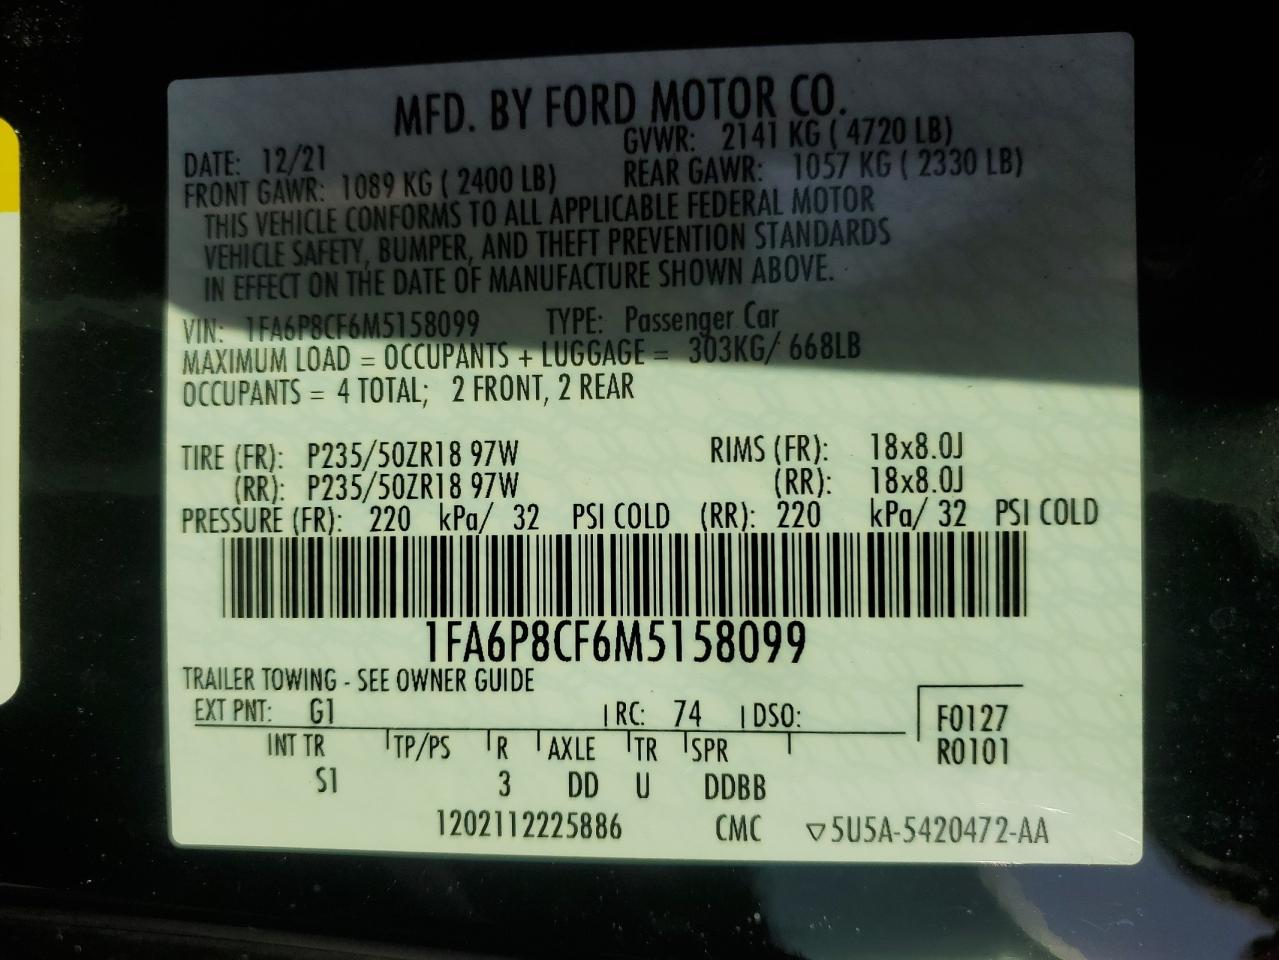 MFD. BY FORD MOTOR CO.
DATE: 12/21 GVWR: 2141 KG ( 4720 LB)
FRONT GAWR: 1089 KG ( 2400 LB) REAR GAWR: 1057 KG ( 2330 LB)
THIS VEHICLE CONFORMS TO ALL APPLICABLE FEDERAL MOTOR
VEHICLE SAFETY, BUMPER, AND THEFT PREVENTION STANDARDS
IN EFFECT ON THE DATE OF MANUFACTURE SHOWN ABOVE.
VIN: 1FA6P8CF6M5158099 TYPE: Passenger Car
MAXIMUM LOAD = OCCUPANTS + LUGGAGE = 303KG/ 668LB
OCCUPANTS = 4 TOTAL; 2 FRONT, 2 REAR
TIRE (FR): P235/50ZR18 97W RIMS (FR): 18x8.0J
(RR): P235/50ZR18 97W (RR): 18x8.0J
PRESSURE (FR): 220 kPa/ 32 PSI COLD (RR): 220 kPa/ 32 PSI COLD
1FA6P8CF6M5158099
TRAILER TOWING - SEE OWNER GUIDE
EXT PNT: G1 RC: 74 DSO: F0127
INT TR TP/PS R AXLE TR SPR R0101
S1 3 DD U DDBB
1202112225886 CMC ▽5U5A-5420472-AA